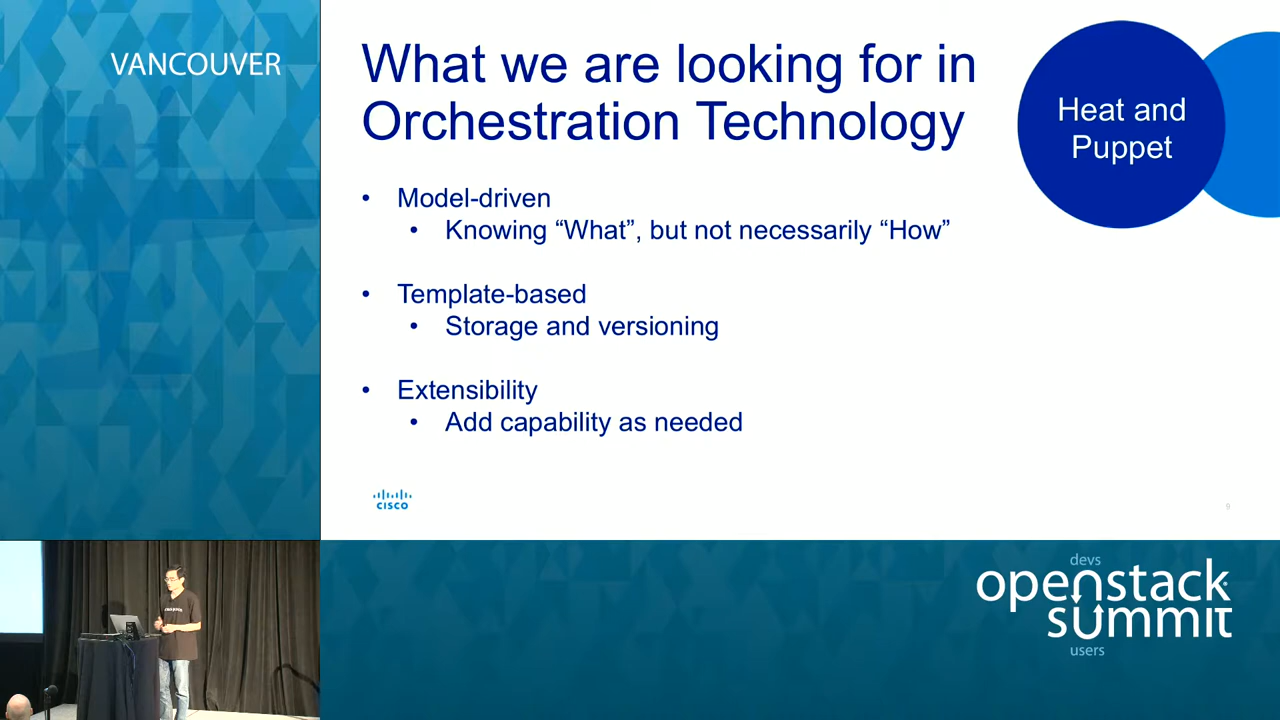 VANCOUVER
What we are looking for in
Orchestration Technology
Heat and
Puppet
• Model-driven
• Knowing “What”, but not necessarily “How”
• Template-based
• Storage and versioning
• Extensibility
• Add capability as needed
CISCO
9
devs
openstack
summit
users